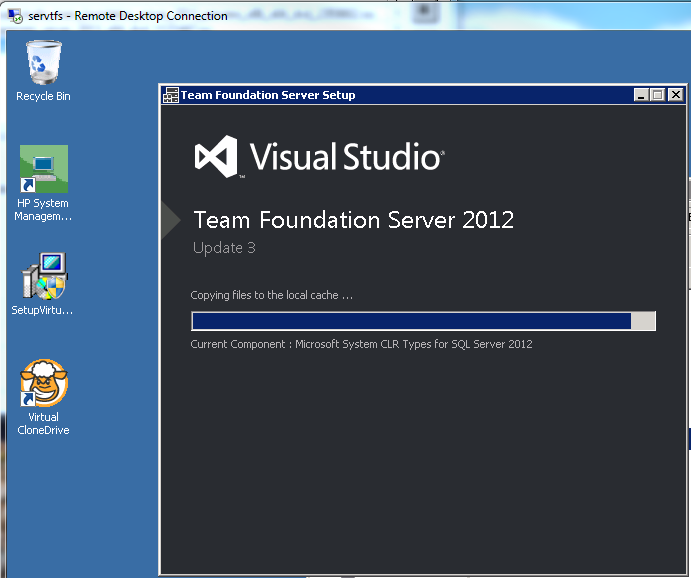 servtfs - Remote Desktop Connection
Recycle Bin
HP System
Managem...
SetupVirtu...
Virtual
CloneDrive
Team Foundation Server Setup
Visual Studio®
™
Team Foundation Server 2012
Update 3
Copying files to the local cache ...
Current Component : Microsoft System CLR Types for SQL Server 2012